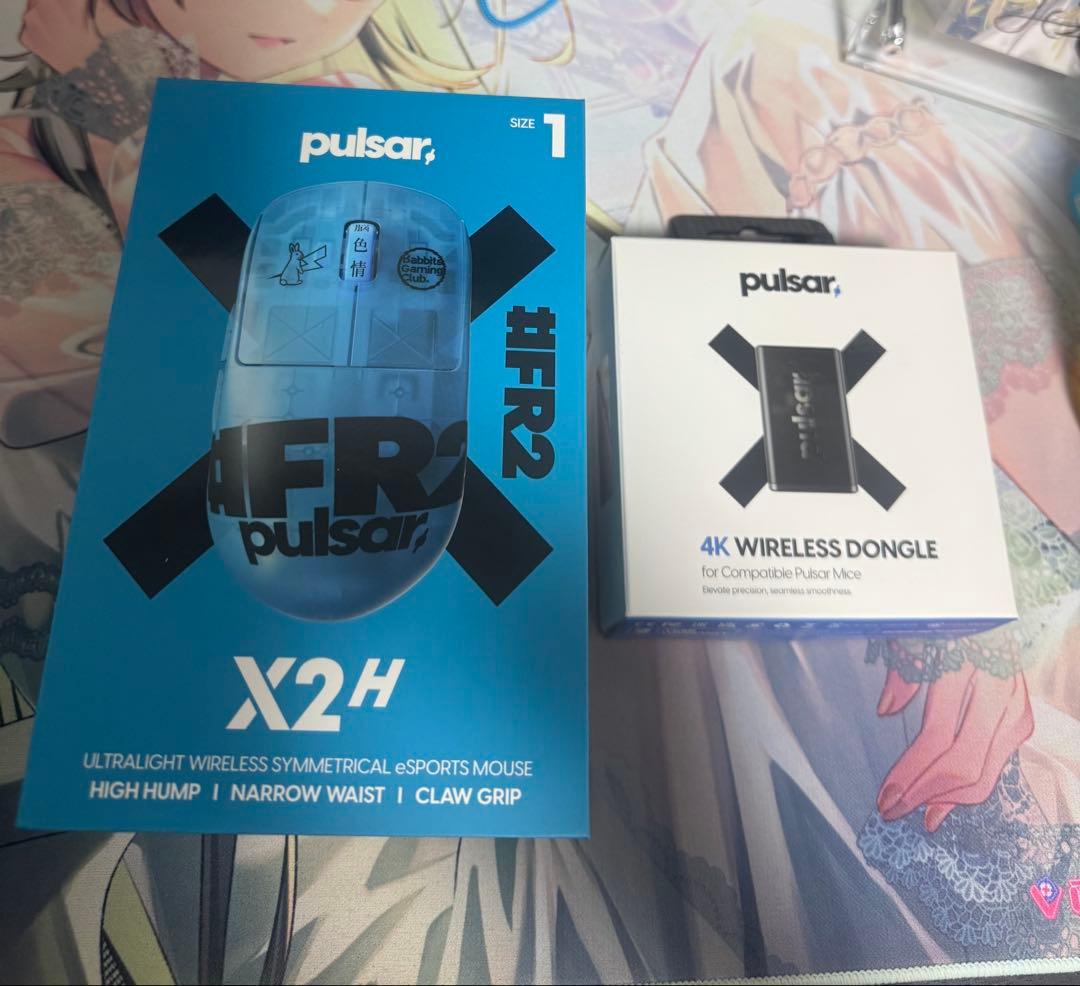 SIZE 1
pulsar
脳
色
情
Rabbits
Gaming
Club.
#FR2
#FR2
pulsar
X2H
ULTRALIGHT WIRELESS SYMMETRICAL eSPORTS MOUSE
HIGH HUMP | NARROW WAIST | CLAW GRIP
pulsar
pulsar
4K WIRELESS DONGLE
for Compatible Pulsar Mice
Elevate precision, seamless smoothness